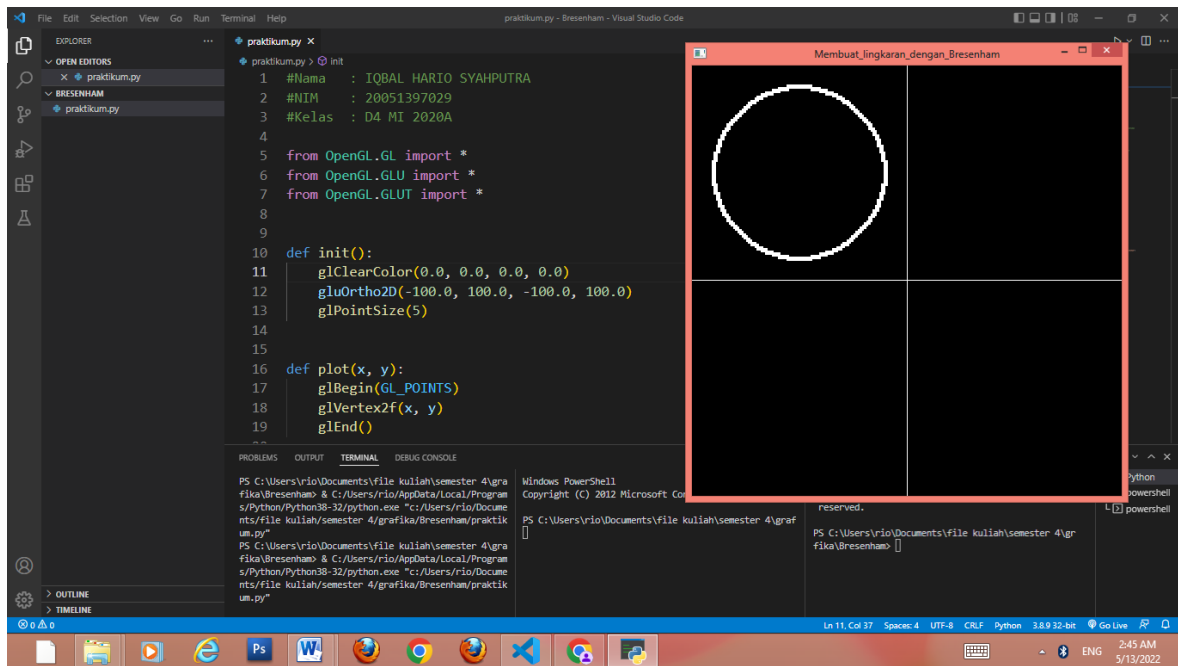 File Edit Selection View Go Run Terminal Help
praktikum.py - Bresenham - Visual Studio Code
EXPLORER
OPEN EDITORS
praktikum.py
BRESENHAM
praktikum.py
OUTLINE
TIMELINE
praktikum.py
praktikum.py > init
1 #Nama : IQBAL HARIO SYAHPUTRA
2 #NIM : 20051397029
3 #Kelas : D4 MI 2020A
4
5 from OpenGL.GL import *
6 from OpenGL.GLU import *
7 from OpenGL.GLUT import *
8
9
10 def init():
11 glClearColor(0.0, 0.0, 0.0, 0.0)
12 gluOrtho2D(-100.0, 100.0, -100.0, 100.0)
13 glPointSize(5)
14
15
16 def plot(x, y):
17 glBegin(GL_POINTS)
18 glVertex2f(x, y)
19 glEnd()
Membuat_lingkaran_dengan_Bresenham
PROBLEMS OUTPUT TERMINAL DEBUG CONSOLE
PS C:\Users\rio\Documents\file kuliah\semester 4\gra
fika\Bresenham> & C:/Users/rio/AppData/Local/Program
s/Python/Python38-32/python.exe "c:/Users/rio/Docume
nts/file kuliah/semester 4/grafika/Bresenham/praktik
um.py"
PS C:\Users\rio\Documents\file kuliah\semester 4\gra
fika\Bresenham> & C:/Users/rio/AppData/Local/Program
s/Python/Python38-32/python.exe "c:/Users/rio/Docume
nts/file kuliah/semester 4/grafika/Bresenham/praktik
um.py"
Windows PowerShell
Copyright (C) 2012 Microsoft Co
PS C:\Users\rio\Documents\file kuliah\semester 4\graf
reserved.
PS C:\Users\rio\Documents\file kuliah\semester 4\gr
fika\Bresenham>
Python
powershell
powershell
0 0
Ln 11, Col 37 Spaces: 4 UTF-8 CRLF Python 3.8.9 32-bit Go Live
Ps
W
ENG
2:45 AM
5/13/2022